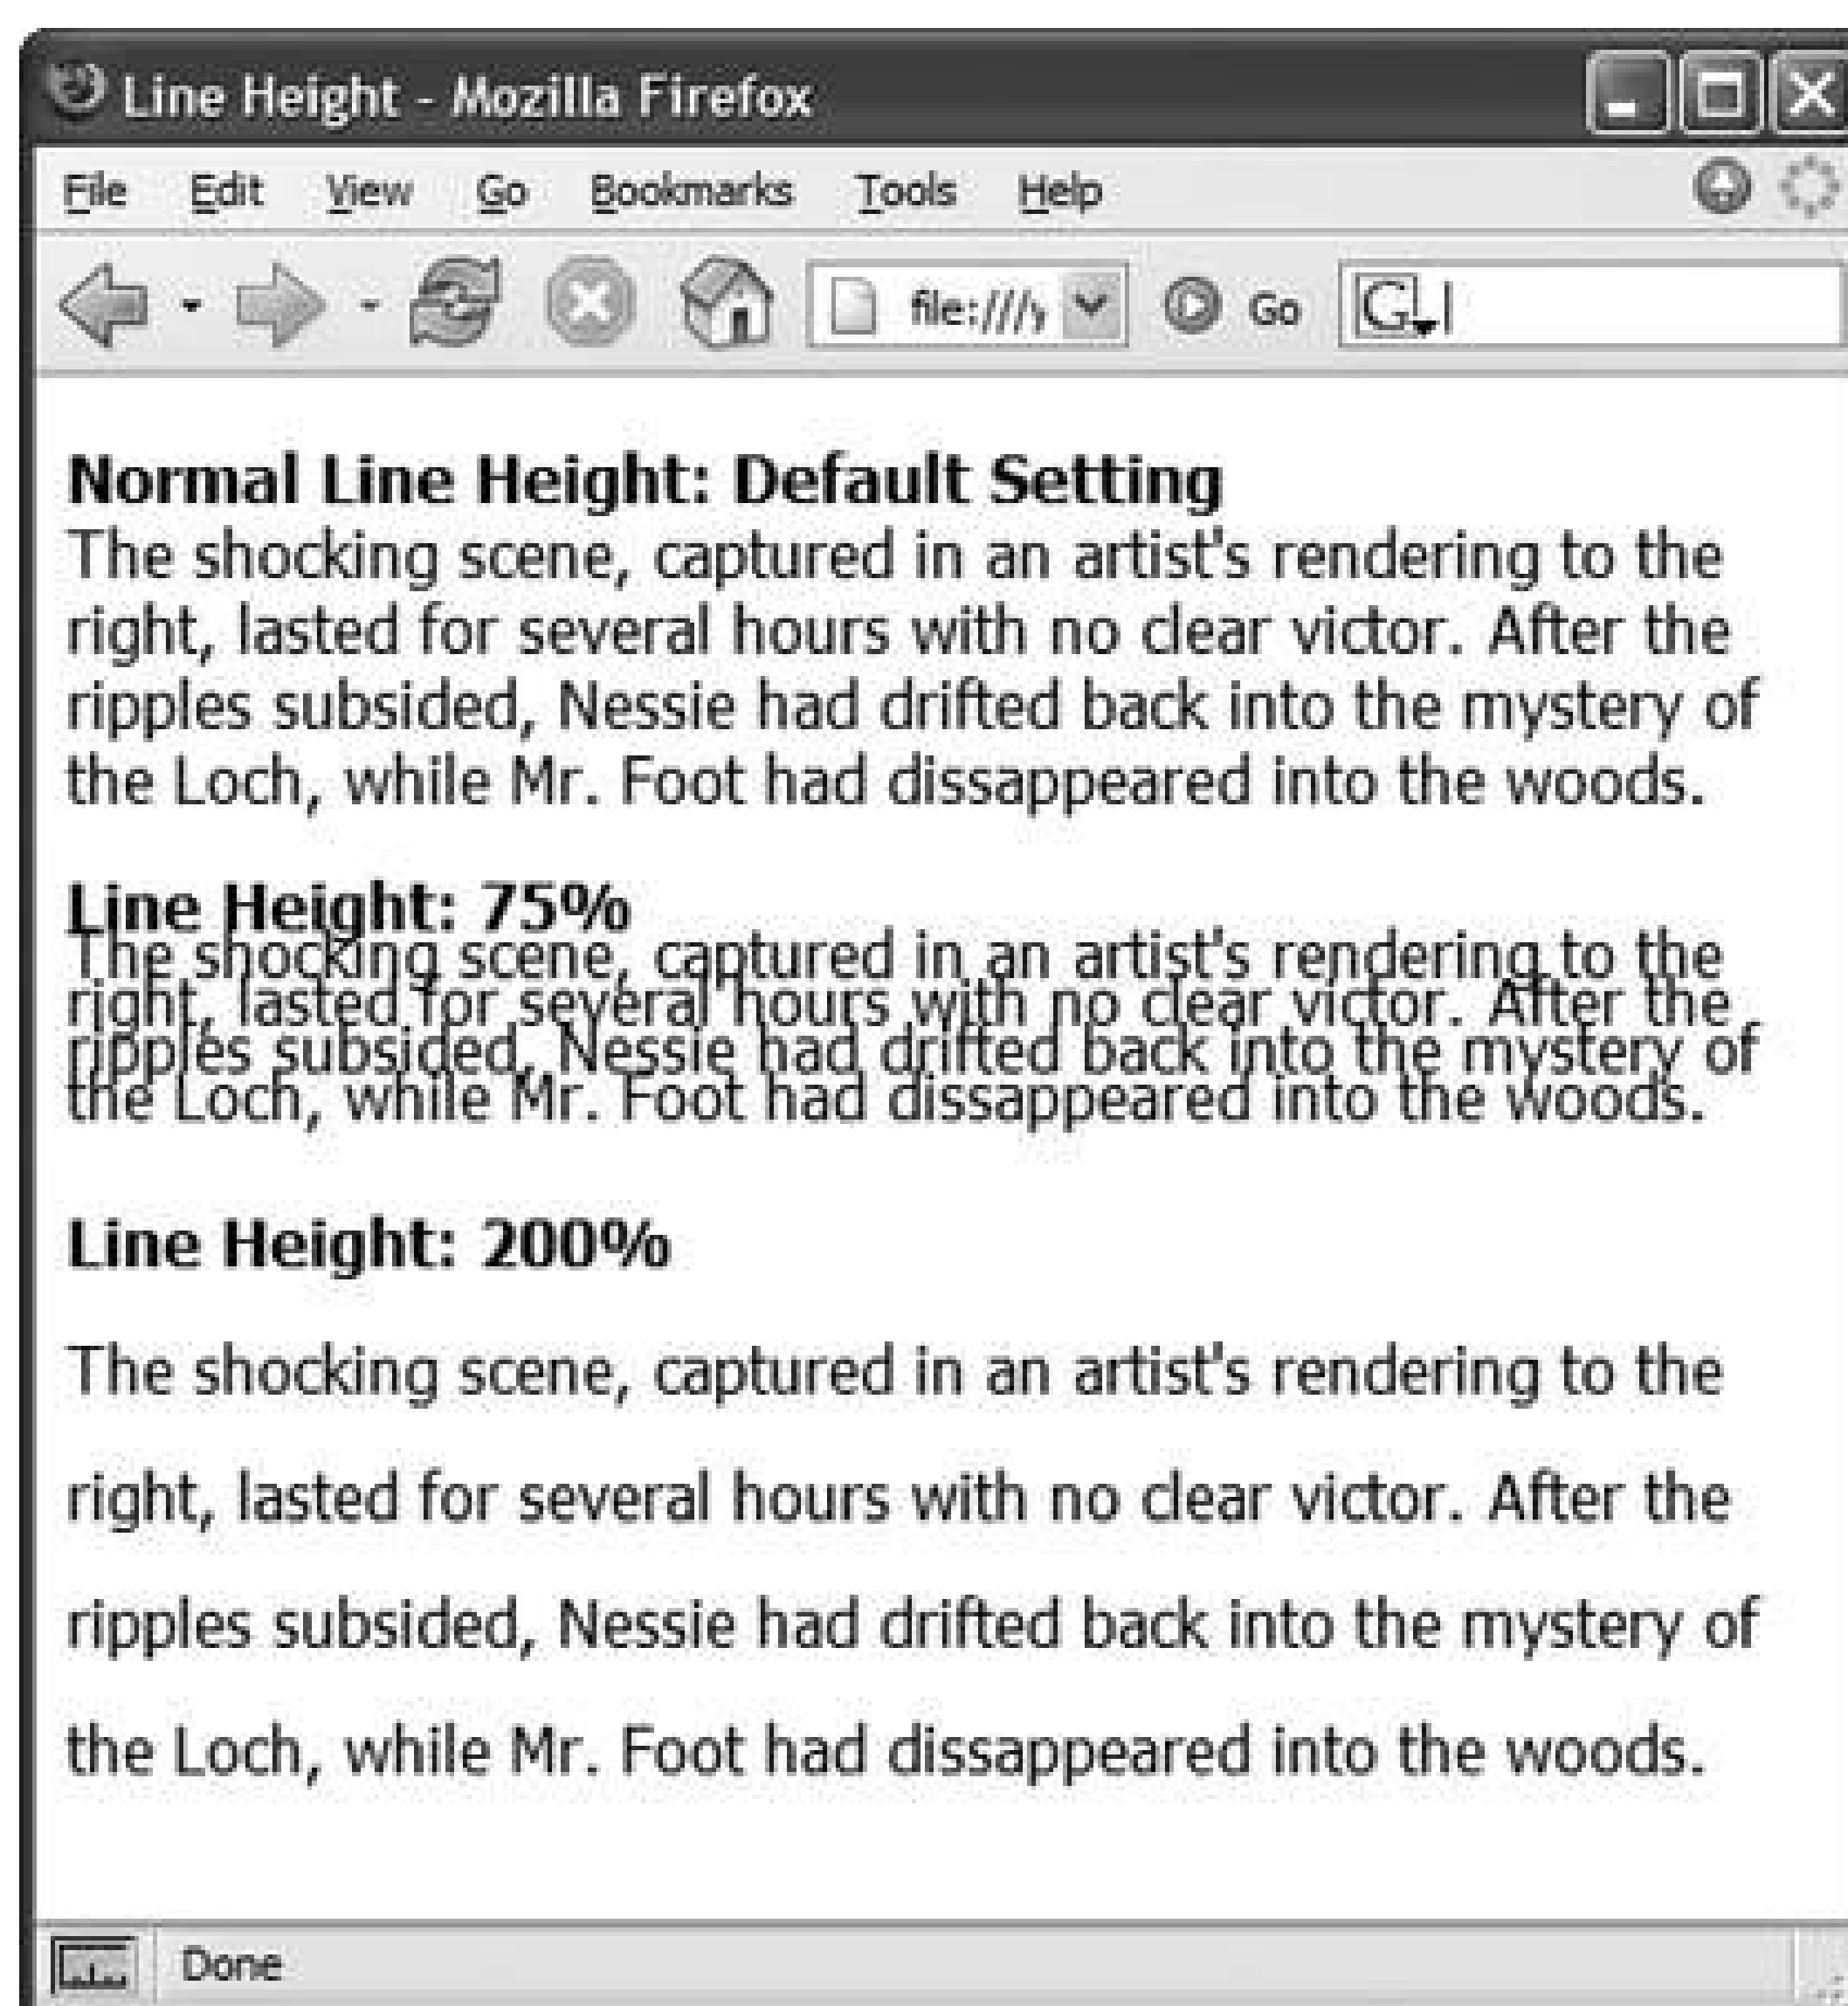 Line Height - Mozilla Firefox
File Edit View Go Bookmarks Tools Help
file:/// Go G
Normal Line Height: Default Setting
The shocking scene, captured in an artist's rendering to the
right, lasted for several hours with no clear victor. After the
ripples subsided, Nessie had drifted back into the mystery of
the Loch, while Mr. Foot had dissappeared into the woods.
Line Height: 75%
The shocking scene, captured in an artist's rendering to the
right, lasted for several hours with no clear victor. After the
ripples subsided, Nessie had drifted back into the mystery of
the Loch, while Mr. Foot had dissappeared into the woods.
Line Height: 200%
The shocking scene, captured in an artist's rendering to the
right, lasted for several hours with no clear victor. After the
ripples subsided, Nessie had drifted back into the mystery of
the Loch, while Mr. Foot had dissappeared into the woods.
Done